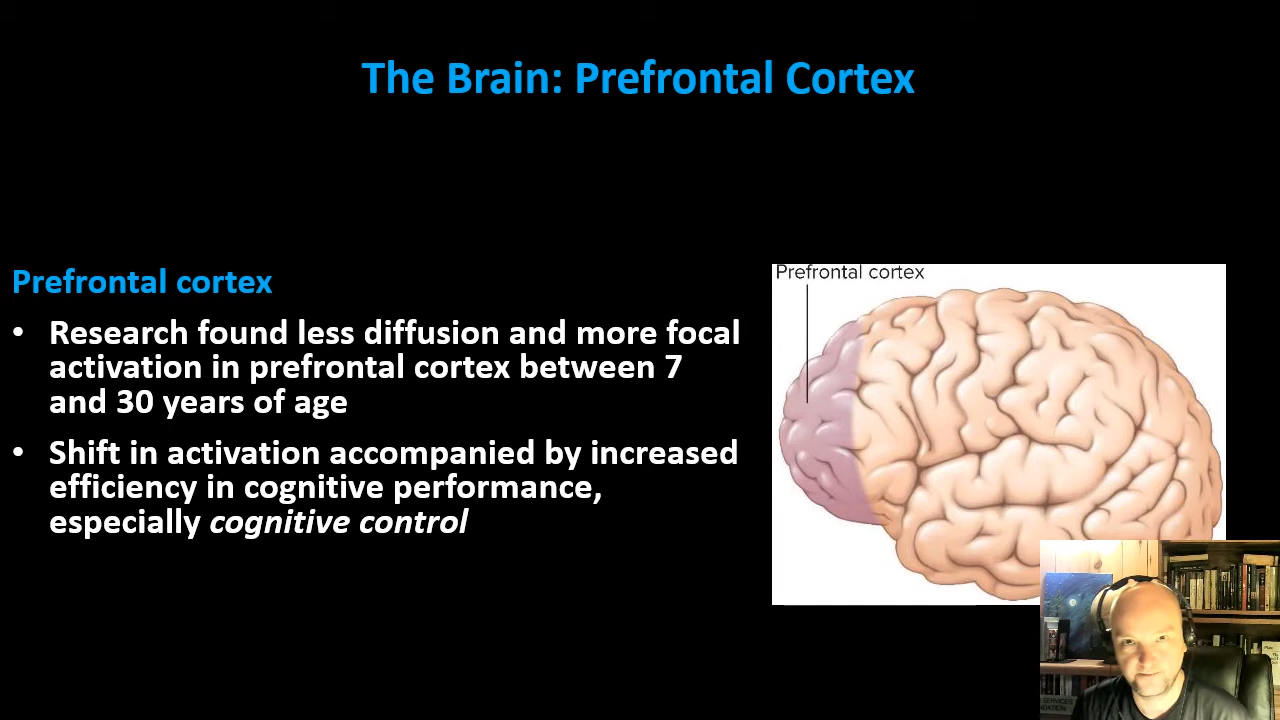 The Brain: Prefrontal Cortex
Prefrontal cortex
• Research found less diffusion and more focal
activation in prefrontal cortex between 7
and 30 years of age
• Shift in activation accompanied by increased
efficiency in cognitive performance,
especially cognitive control
Prefrontal cortex